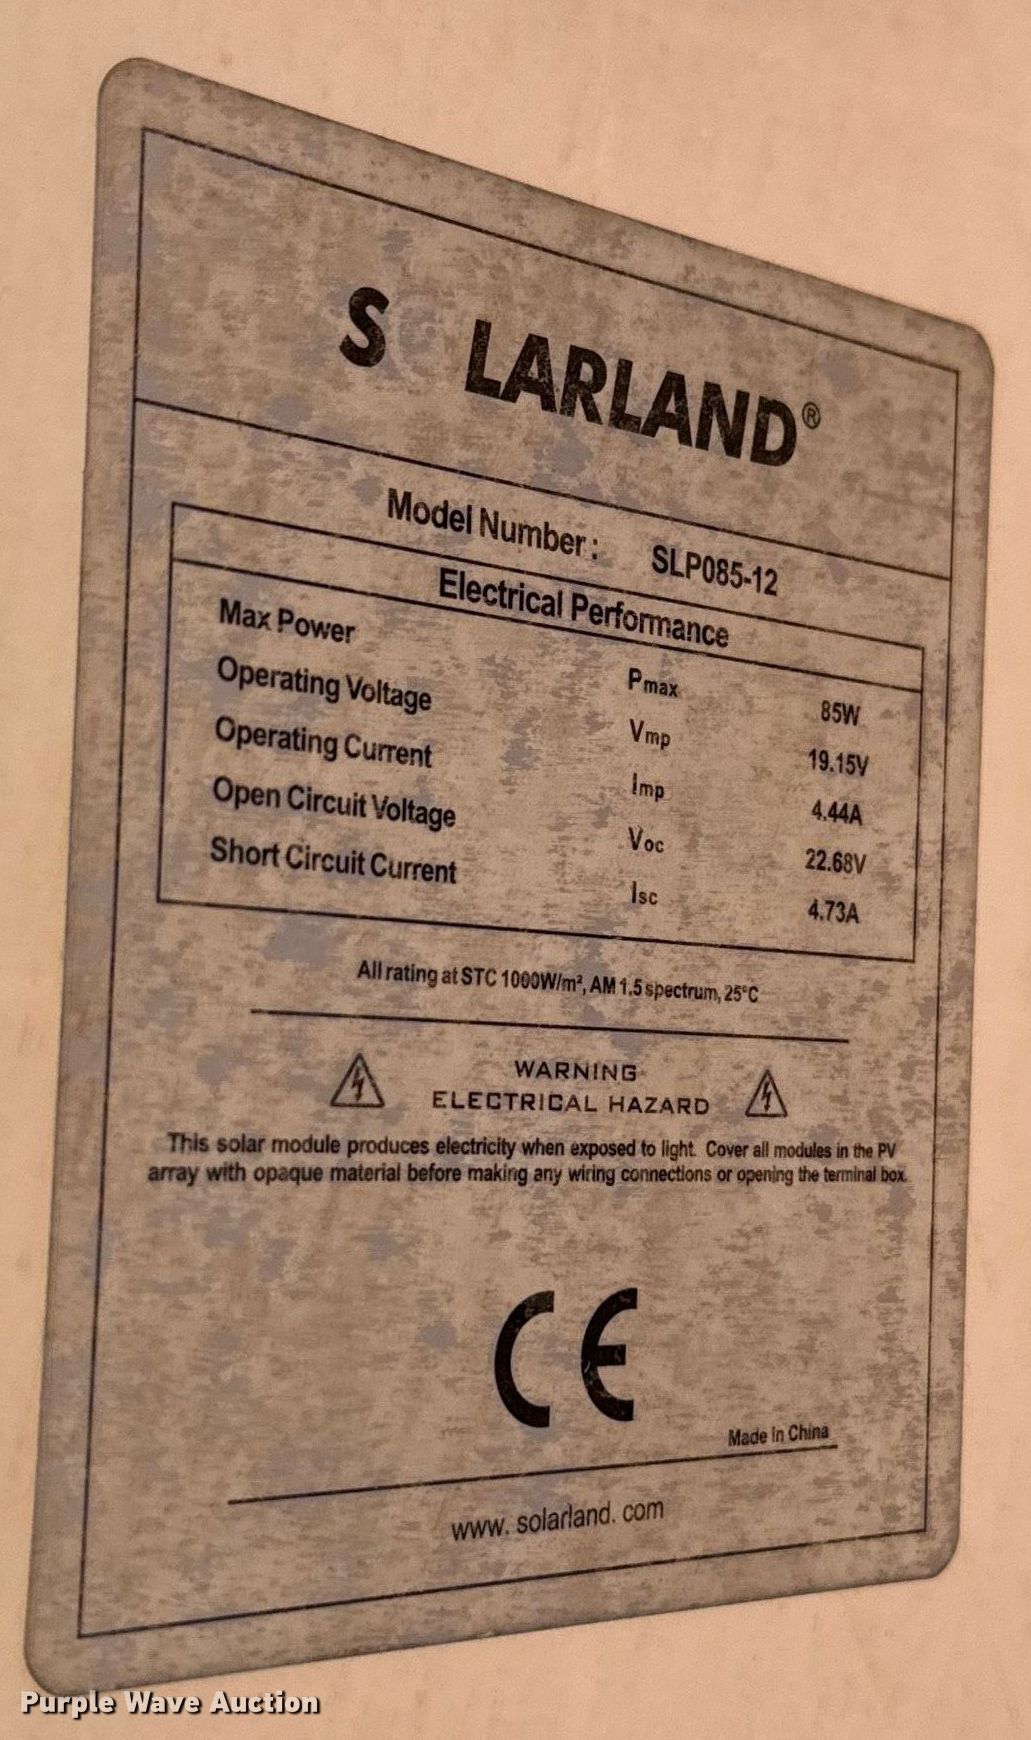 SOLARLAND®
Model Number: SLP085-12
Electrical Performance
Max Power Pmax 85W
Operating Voltage Vmp 19.15V
Operating Current Imp 4.44A
Open Circuit Voltage Voc 22.68V
Short Circuit Current Isc 4.73A
All rating at STC 1000W/m², AM 1.5 spectrum, 25°C
WARNING
ELECTRICAL HAZARD
This solar module produces electricity when exposed to light. Cover all modules in the PV
array with opaque material before making any wiring connections or opening the terminal box.
CE
Made in China
www.solarland.com
Purple Wave Auction